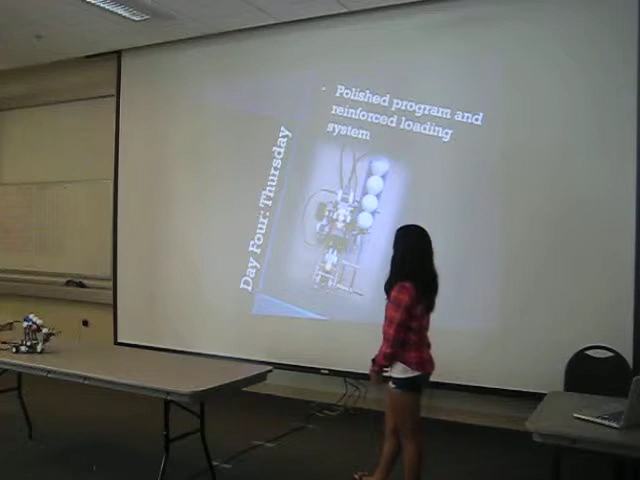 Day Four: Thursday
- Polished program and
reinforced loading
system